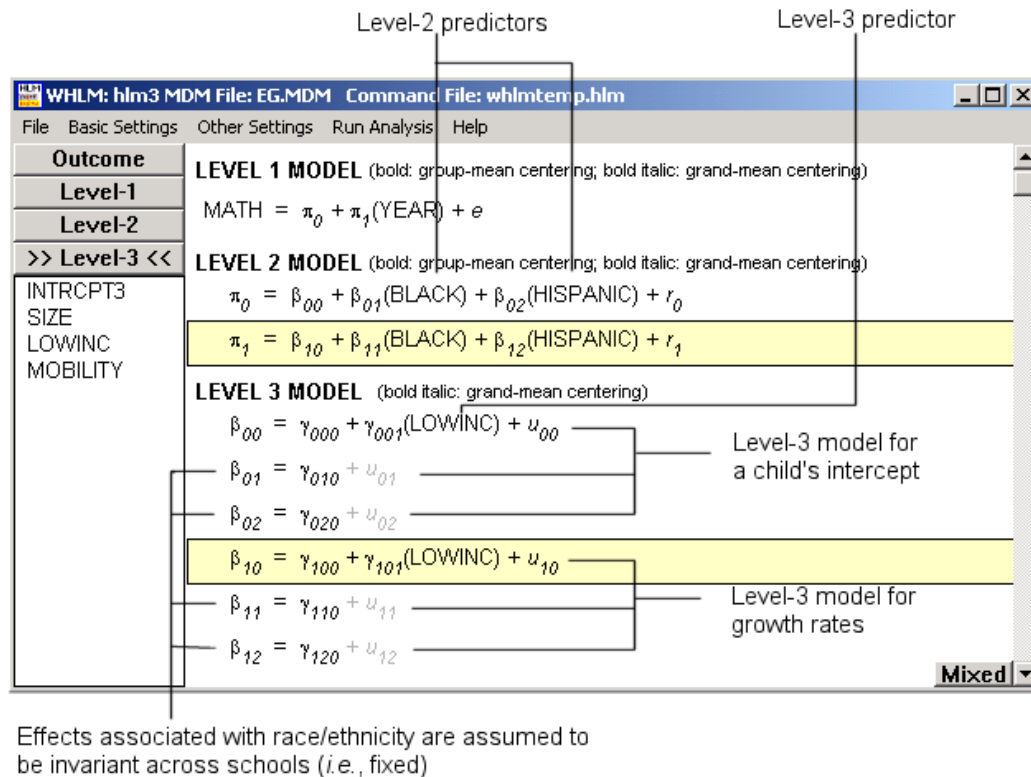 Level-2 predictors
Level-3 predictor
WHLM: hlm3 MDM File: EG.MDM Command File: whlmtemp.hlm
File Basic Settings Other Settings Run Analysis Help
Outcome
Level-1
Level-2
>> Level-3 <<
INTRCPT3
SIZE
LOWINC
MOBILITY
LEVEL 1 MODEL (bold: group-mean centering; bold italic: grand-mean centering)
MATH = π0 + π1(YEAR) + e
LEVEL 2 MODEL (bold: group-mean centering; bold italic: grand-mean centering)
π0 = β00 + β01(BLACK) + β02(HISPANIC) + r0
π1 = β10 + β11(BLACK) + β12(HISPANIC) + r1
LEVEL 3 MODEL (bold italic: grand-mean centering)
β00 = γ000 + γ001(LOWINC) + u00
β01 = γ010 + u01
β02 = γ020 + u02
β10 = γ100 + γ101(LOWINC) + u10
β11 = γ110 + u11
β12 = γ120 + u12
Level-3 model for
a child's intercept
Level-3 model for
growth rates
Mixed
Effects associated with race/ethnicity are assumed to
be invariant across schools (i.e., fixed)